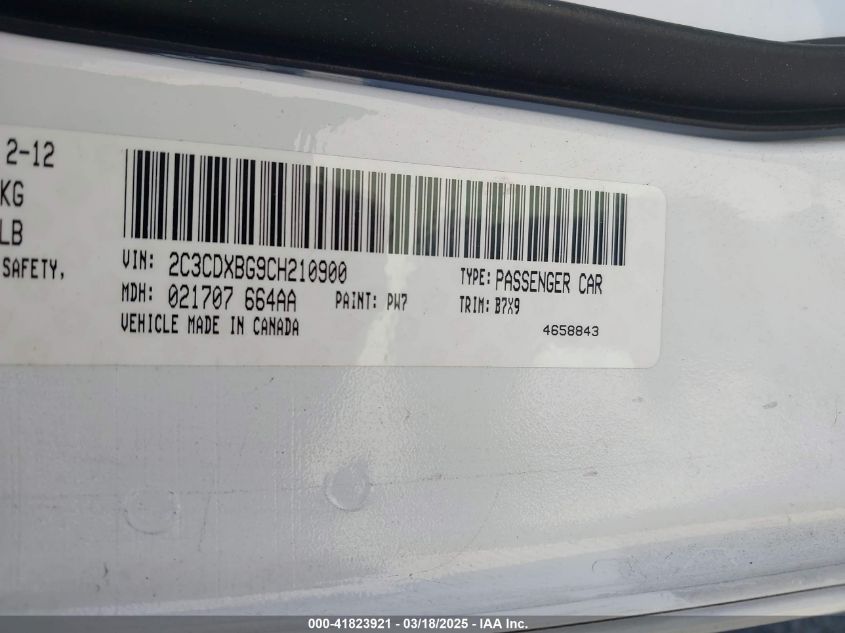 2-12
KG
LB
SAFETY,
VIN: 2C3CDXBG9CH210900
TYPE: PASSENGER CAR
MDH: 021707 664AA PAINT: PW7 TRIM: B7X9
VEHICLE MADE IN CANADA
4658843
000-41823921 - 03/18/2025 - IAA Inc.